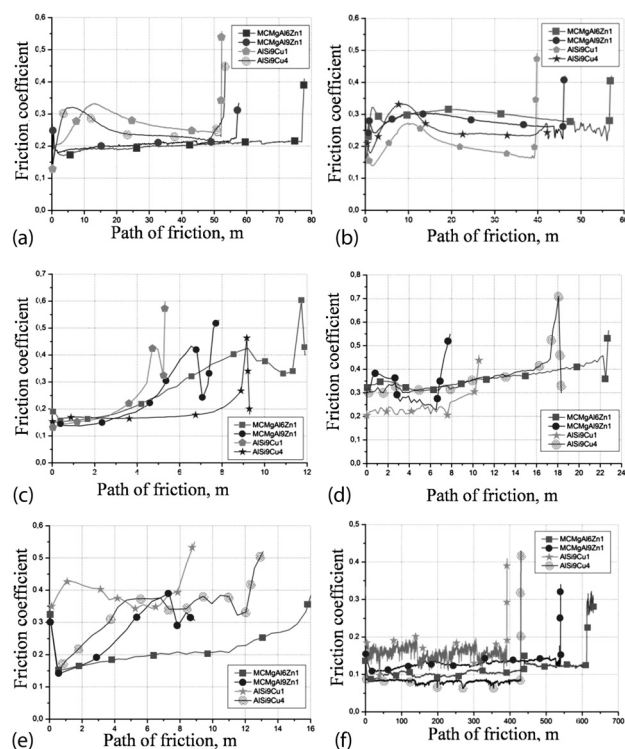 Friction coefficient
0,6
0,5
0,4
0,3
0,2
0,1
0,0
MCMgAl6Zn1
MCMgAl9Zn1
AlSi9Cu1
AlSi9Cu4
0 10 20 30 40 50 60 70 80
(a) Path of friction, m
Friction coefficient
0,6
0,5
0,4
0,3
0,2
0,1
0,0
MCMgAl6Zn1
MCMgAl9Zn1
AlSi9Cu1
AlSi9Cu4
0 10 20 30 40 50 60
(b) Path of friction, m
Friction coefficient
0,7
0,6
0,5
0,4
0,3
0,2
0,1
0,0
MCMgAl6Zn1
MCMgAl9Zn1
AlSi9Cu1
AlSi9Cu4
0 2 4 6 8 10 12
(c) Path of friction, m
Friction coefficient
0,8
0,7
0,6
0,5
0,4
0,3
0,2
0,1
0,0
MCMgAl6Zn1
MCMgAl9Zn1
AlSi9Cu1
AlSi9Cu4
0 2 4 6 8 10 12 14 16 18 20 22 24
(d) Path of friction, m
Friction coefficient
0,6
0,5
0,4
0,3
0,2
0,1
0,0
MCMgAl6Zn1
MCMgAl9Zn1
AlSi9Cu1
AlSi9Cu4
0 2 4 6 8 10 12 14 16
(e) Path of friction, m
Friction coefficient
0,5
0,4
0,3
0,2
0,1
0,0
MCMgAl6Zn1
MCMgAl9Zn1
AlSi9Cu1
AlSi9Cu4
0 100 200 300 400 500 600 700
(f) Path of friction, m